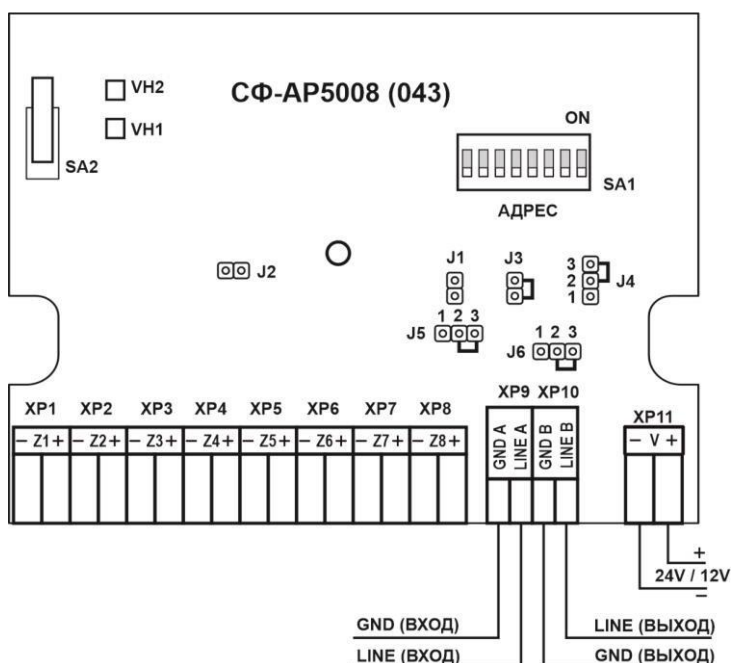 VH2
СФ-АР5008 (043)
VH1
ON
SA2
SA1
АДРЕС
J1
J3
3
J2
2
J4
1
1 2 3
J5
1 2 3
J6
XP1 XP2 XP3 XP4 XP5 XP6 XP7 XP8
XP9 XP10
XP11
− Z1 + − Z2 + − Z3 + − Z4 + − Z5 + − Z6 + − Z7 + − Z8 +
GND A
LINE A
GND B
LINE B
− V +
+
24V / 12V
−
GND (ВХОД)
LINE (ВЫХОД)
LINE (ВХОД)
GND (ВЫХОД)